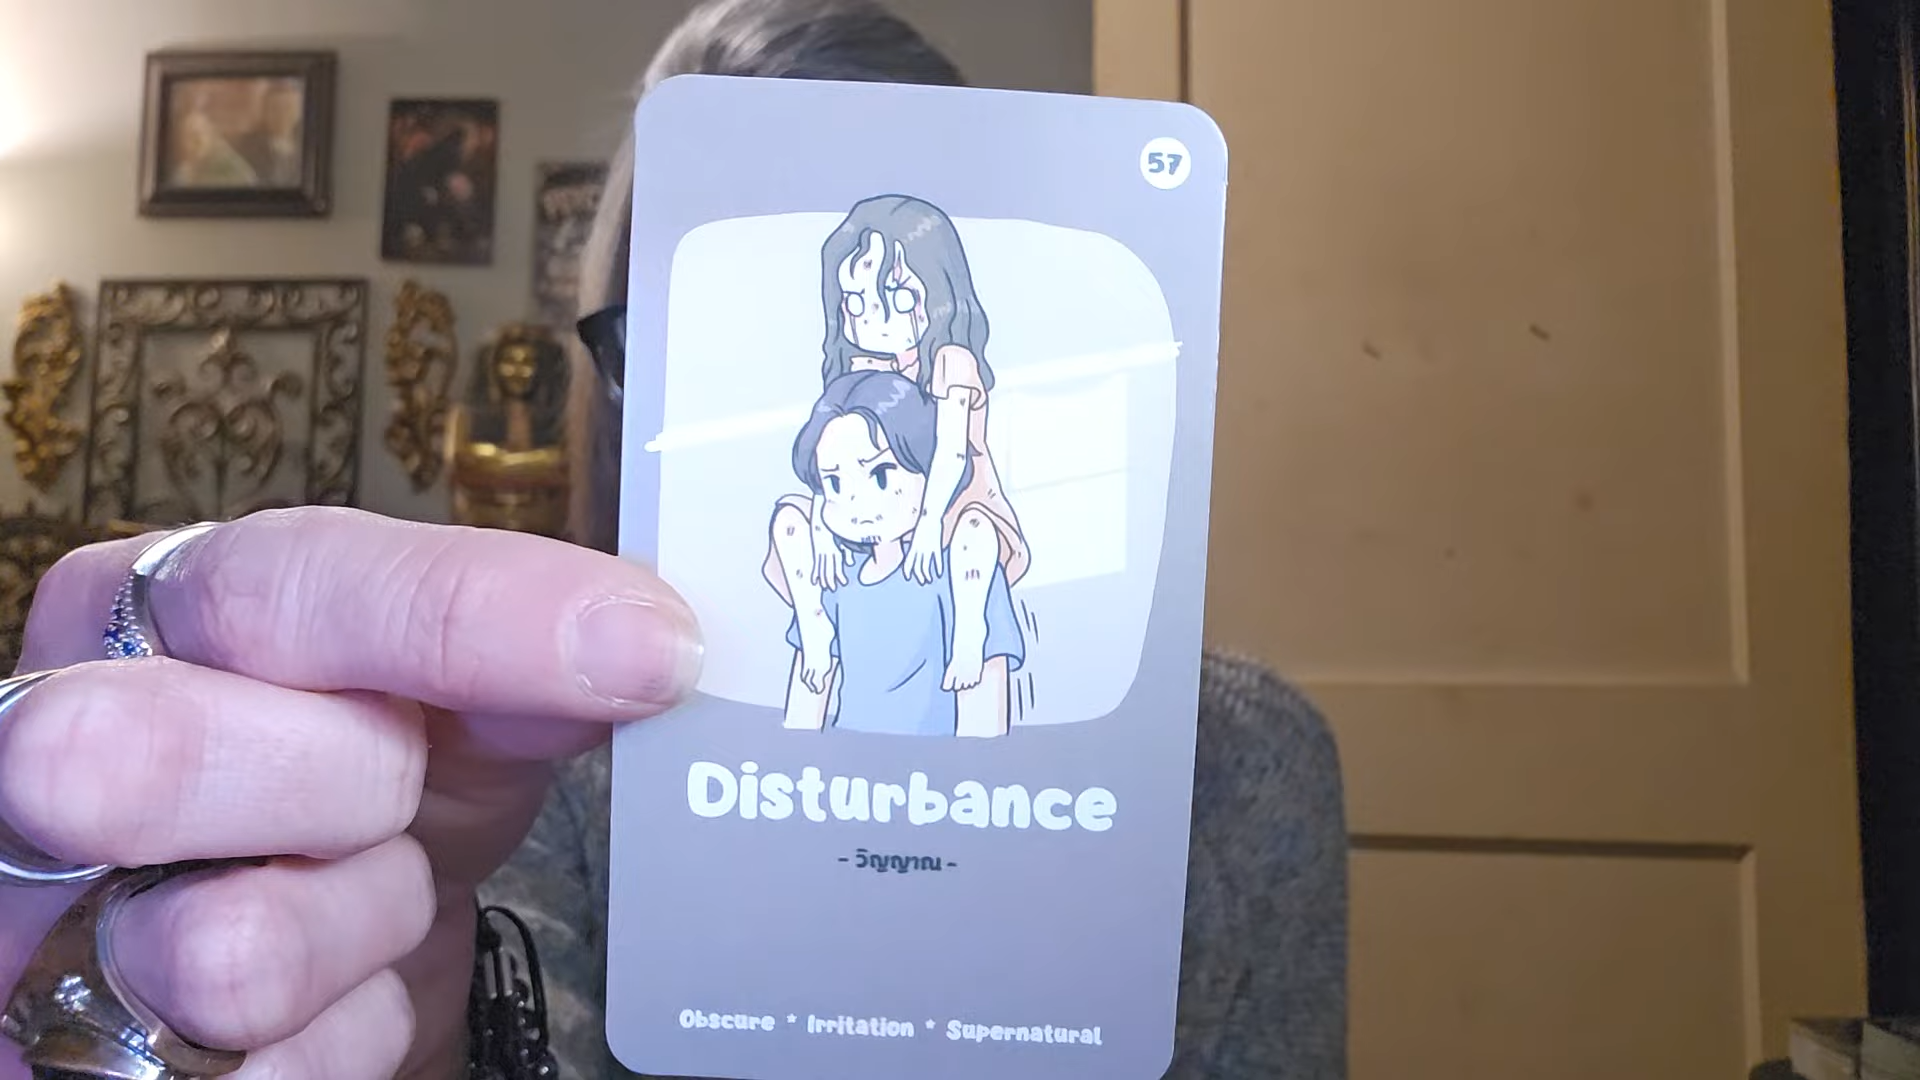 57
Disturbance
- วิญญาณ -
Obscure * Irritation * Supernatural